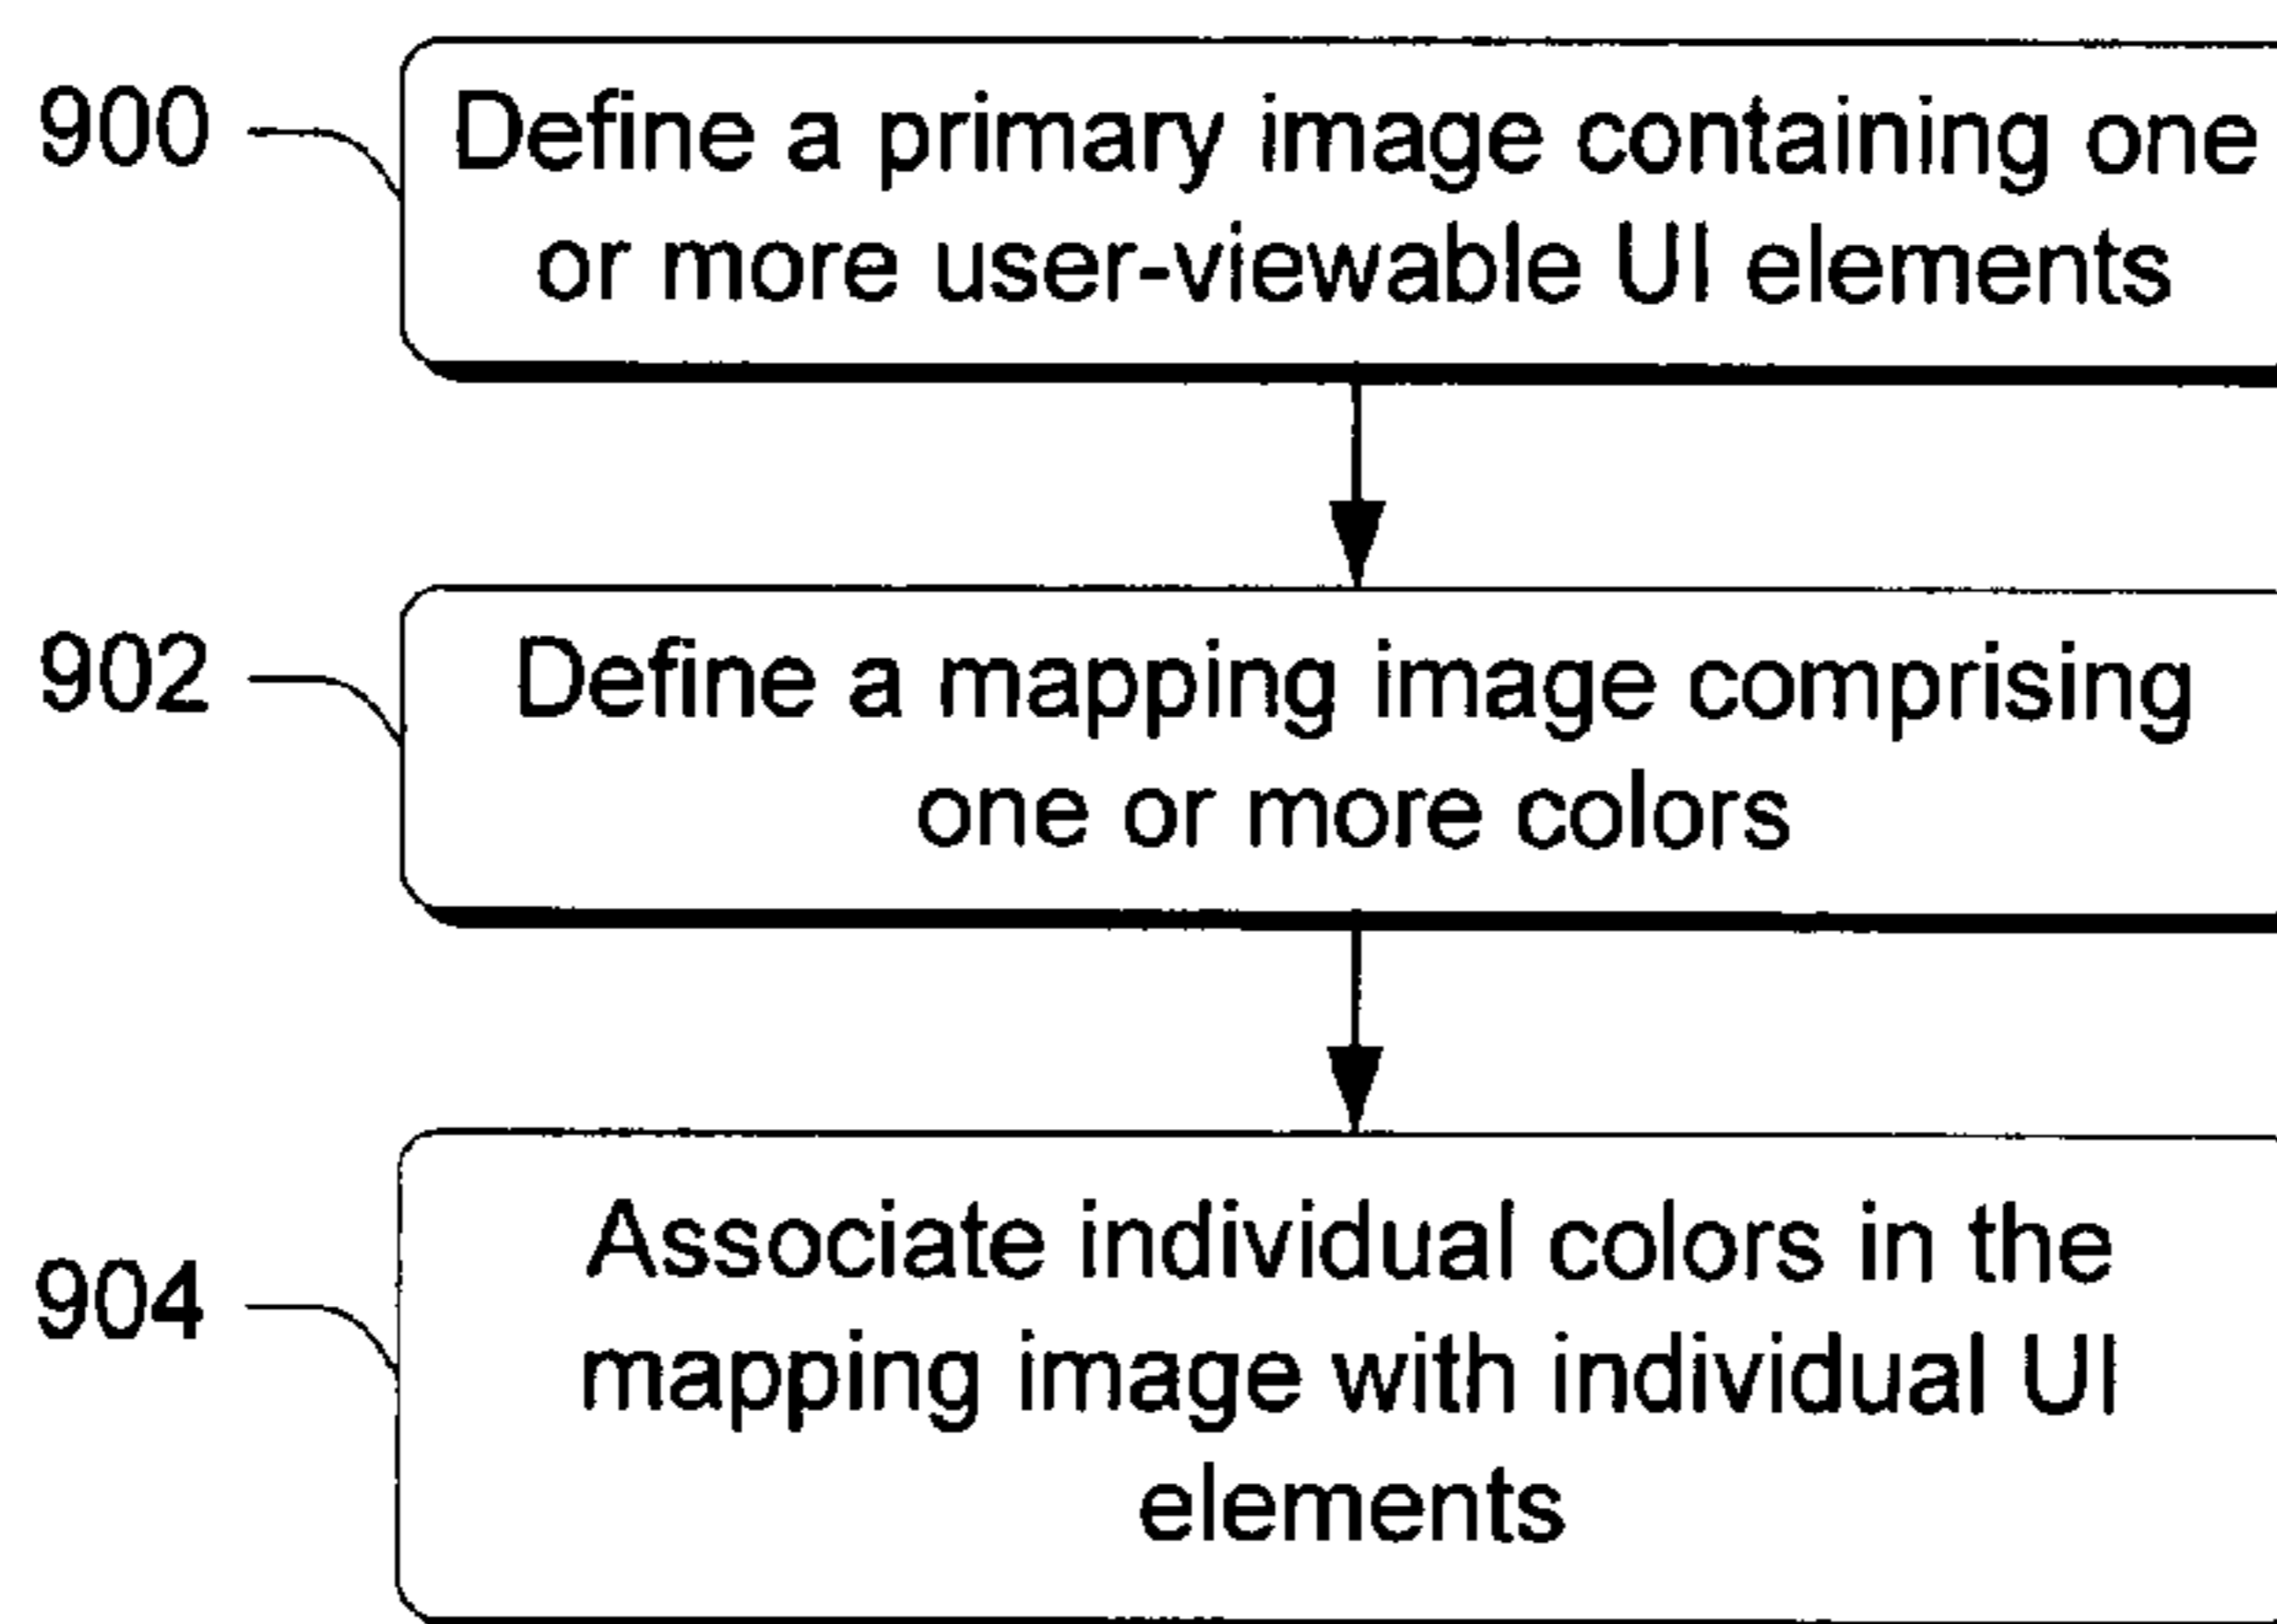 900
Define a primary image containing one
or more user-viewable UI elements
902
Define a mapping image comprising
one or more colors
904
Associate individual colors in the
mapping image with individual UI
elements